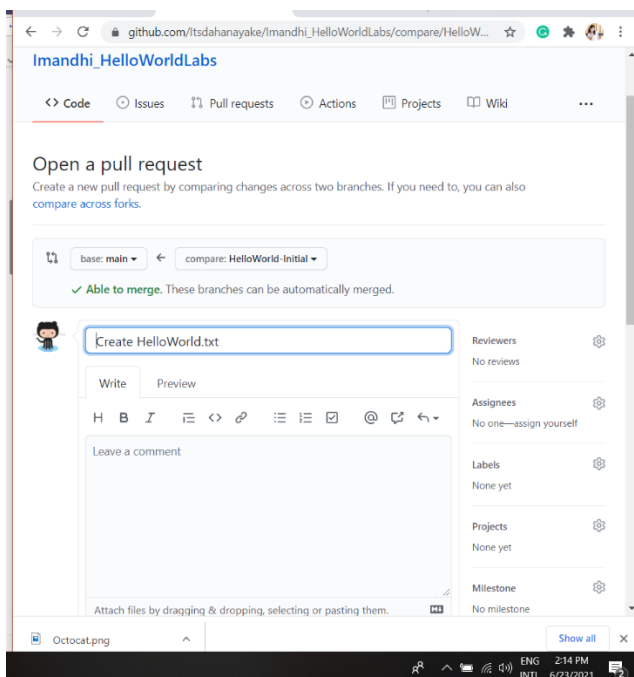 github.com/Itsdahanayake/Imandhi_HelloWorldLabs/compare/HelloW...
Imandhi_HelloWorldLabs
<> Code Issues Pull requests Actions Projects Wiki ...
Open a pull request
Create a new pull request by comparing changes across two branches. If you need to, you can also
compare across forks.
base: main ← compare: HelloWorld-Initial
✓ Able to merge. These branches can be automatically merged.
Create HelloWorld.txt
Write Preview
H B I
Leave a comment
Attach files by dragging & dropping, selecting or pasting them.
Reviewers
No reviews
Assignees
No one—assign yourself
Labels
None yet
Projects
None yet
Milestone
No milestone
Octocat.png
Show all
ENG
INTL
2:14 PM
6/23/2021
2